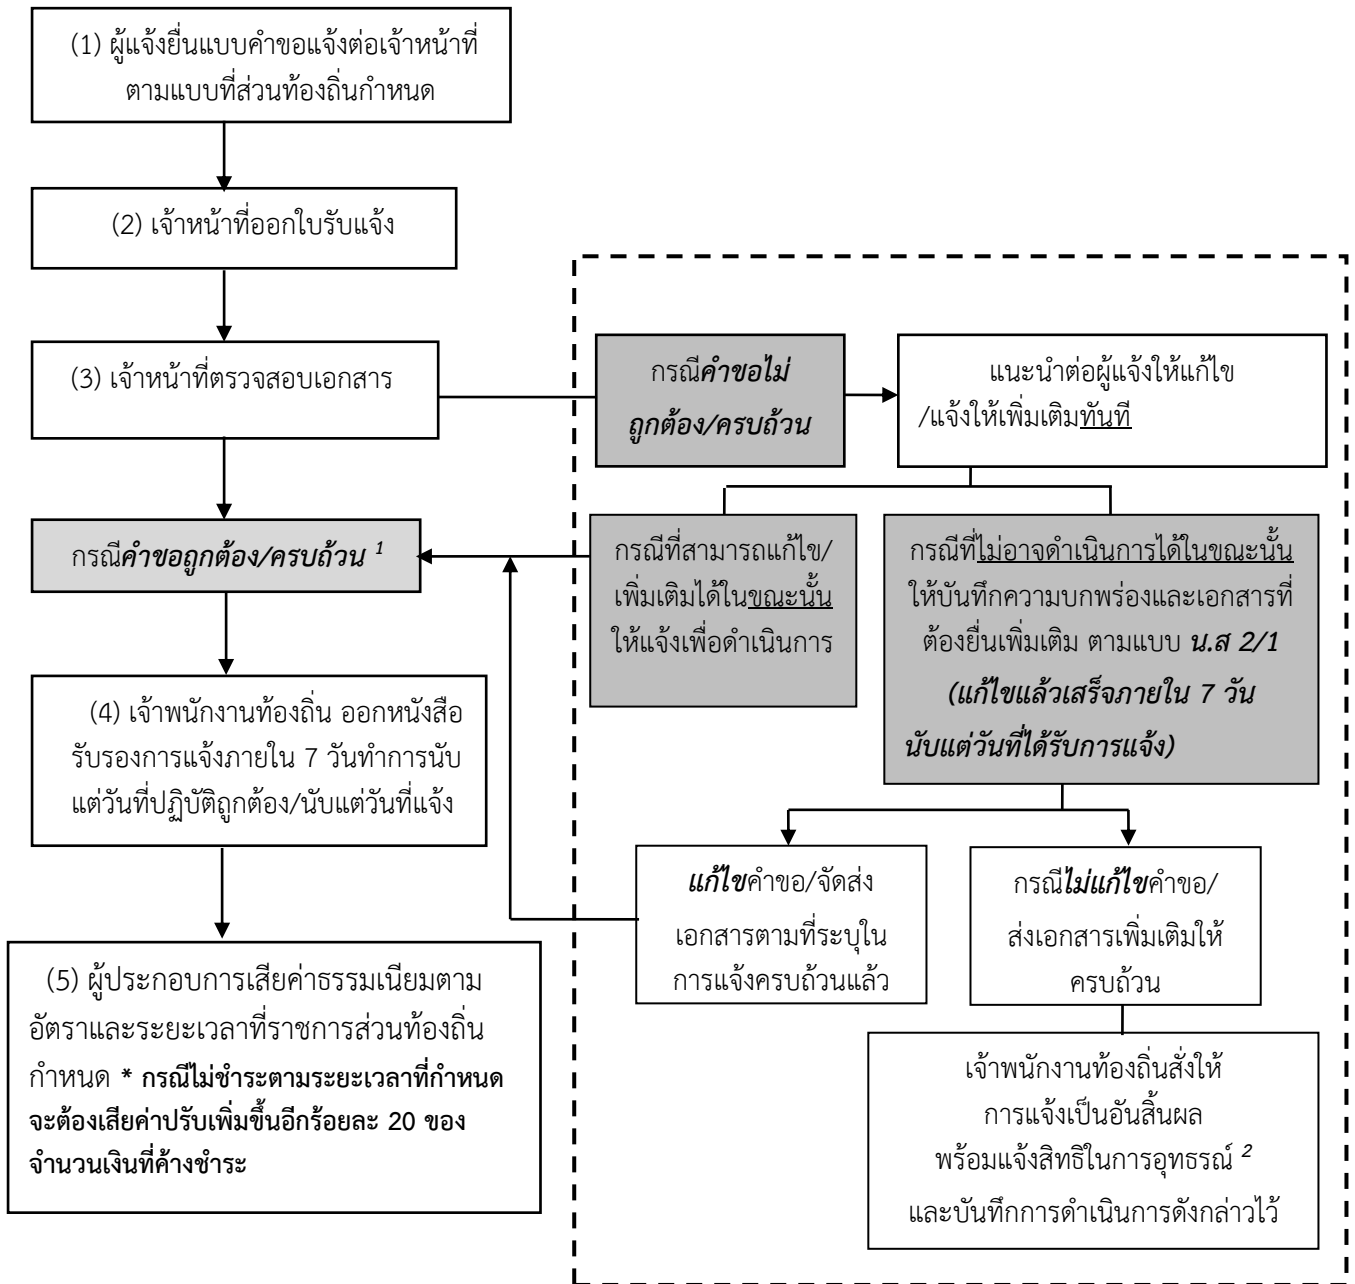 (1) ผู้แจ้งยื่นแบบคำขอแจ้งต่อเจ้าหน้าที่
ตามแบบที่ส่วนท้องถิ่นกำหนด
(2) เจ้าหน้าที่ออกใบรับแจ้ง
(3) เจ้าหน้าที่ตรวจสอบเอกสาร
กรณีคำขอไม่
ถูกต้อง/ครบถ้วน
แนะนำต่อผู้แจ้งให้แก้ไข
/แจ้งให้เพิ่มเติมทันที
กรณีคำขอถูกต้อง/ครบถ้วน 1
กรณีที่สามารถแก้ไข/
เพิ่มเติมได้ในขณะนั้น
ให้แจ้งเพื่อดำเนินการ
กรณีที่ไม่อาจดำเนินการได้ในขณะนั้น
ให้บันทึกความบกพร่องและเอกสารที่
ต้องยื่นเพิ่มเติม ตามแบบ น.ส 2/1
(แก้ไขแล้วเสร็จภายใน 7 วัน
นับแต่วันที่ได้รับการแจ้ง)
(4) เจ้าพนักงานท้องถิ่น ออกหนังสือ
รับรองการแจ้งภายใน 7 วันทำการนับ
แต่วันที่ปฏิบัติถูกต้อง/นับแต่วันที่แจ้ง
แก้ไขคำขอ/จัดส่ง
เอกสารตามที่ระบุใน
การแจ้งครบถ้วนแล้ว
กรณีไม่แก้ไขคำขอ/
ส่งเอกสารเพิ่มเติมให้
ครบถ้วน
(5) ผู้ประกอบการเสียค่าธรรมเนียมตาม
อัตราและระยะเวลาที่ราชการส่วนท้องถิ่น
กำหนด * กรณีไม่ชำระตามระยะเวลาที่กำหนด
จะต้องเสียค่าปรับเพิ่มขึ้นอีกร้อยละ 20 ของ
จำนวนเงินที่ค้างชำระ
เจ้าพนักงานท้องถิ่นสั่งให้
การแจ้งเป็นอันสิ้นผล
พร้อมแจ้งสิทธิในการอุทธรณ์ 2
และบันทึกการดำเนินการดังกล่าวไว้